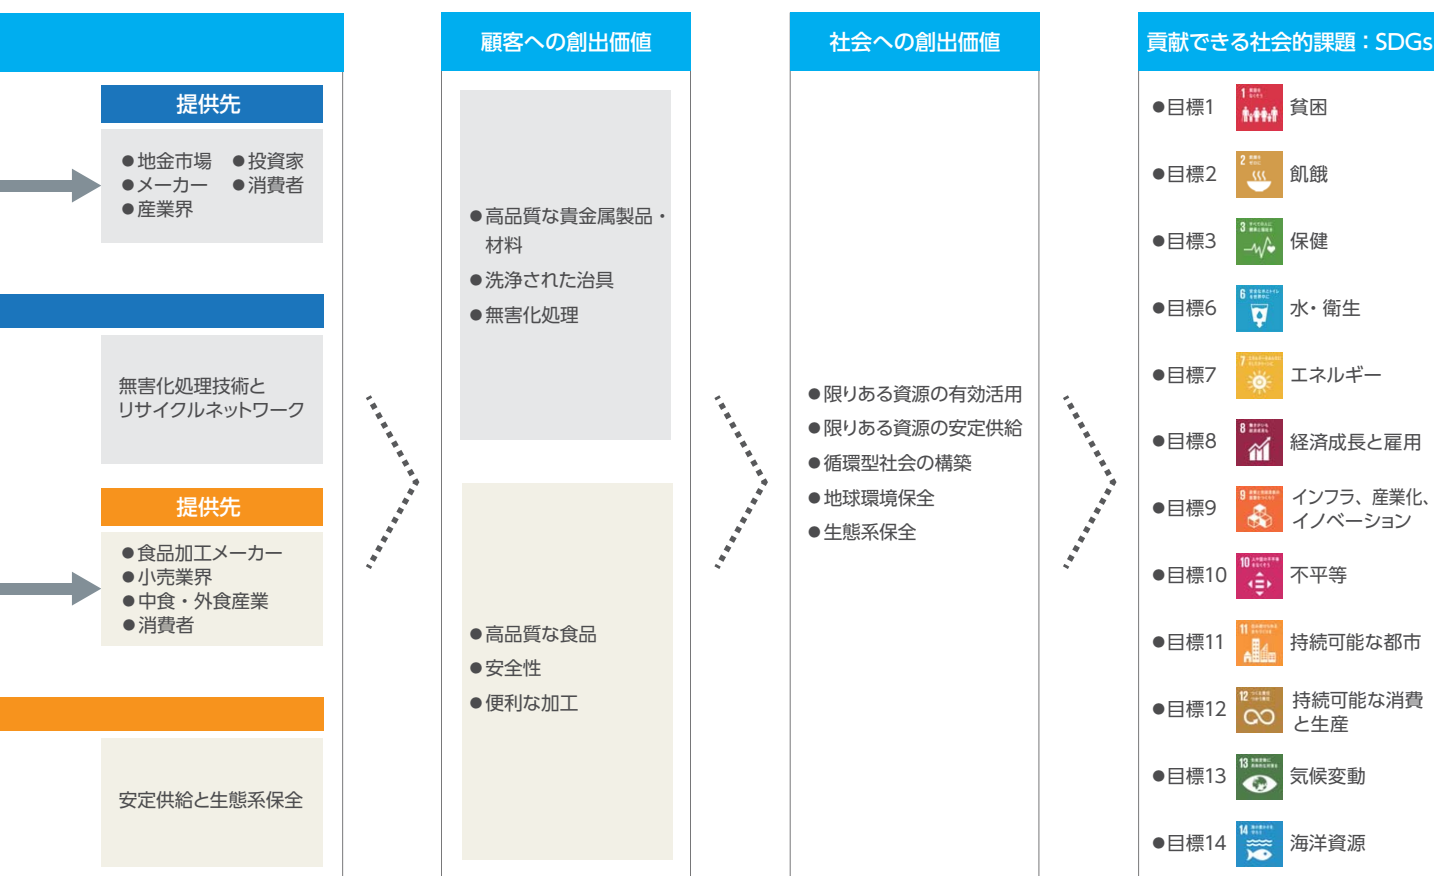 提供先
●地金市場 ●投資家
●メーカー ●消費者
●産業界
無害化処理技術と
リサイクルネットワーク
提供先
●食品加工メーカー
●小売業界
●中食・外食産業
●消費者
安定供給と生態系保全
顧客への創出価値
●高品質な貴金属製品・
材料
●洗浄された治具
●無害化処理
●高品質な食品
●安全性
●便利な加工
社会への創出価値
●限りある資源の有効活用
●限りある資源の安定供給
●循環型社会の構築
●地球環境保全
●生態系保全
貢献できる社会的課題：SDGs
●目標1 1 貧困
●目標2 2 飢餓
●目標3 3 保健
●目標6 6 水・衛生
●目標7 7 エネルギー
●目標8 8 経済成長と雇用
●目標9 9 インフラ、産業化、
イノベーション
●目標10 10 不平等
●目標11 11 持続可能な都市
●目標12 12 持続可能な消費
と生産
●目標13 13 気候変動
●目標14 14 海洋資源